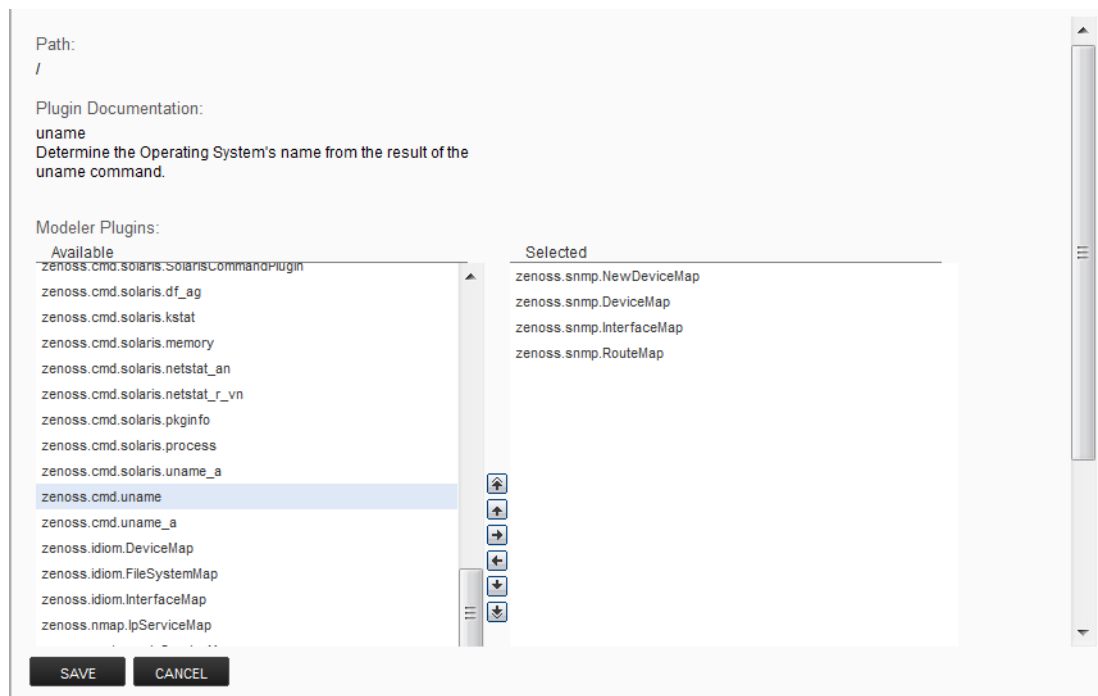 Path:
/
Plugin Documentation:
uname
Determine the Operating System's name from the result of the
uname command.
Modeler Plugins:
Available
zenoss.cmd.solaris.SolarisCommandPlugin
zenoss.cmd.solaris.df_ag
zenoss.cmd.solaris.kstat
zenoss.cmd.solaris.memory
zenoss.cmd.solaris.netstat_an
zenoss.cmd.solaris.netstat_r_vn
zenoss.cmd.solaris.pkginfo
zenoss.cmd.solaris.process
zenoss.cmd.solaris.uname_a
zenoss.cmd.uname
zenoss.cmd.uname_a
zenoss.idiom.DeviceMap
zenoss.idiom.FileSystemMap
zenoss.idiom.InterfaceMap
zenoss.nmap.IpServiceMap
Selected
zenoss.snmp.NewDeviceMap
zenoss.snmp.DeviceMap
zenoss.snmp.InterfaceMap
zenoss.snmp.RouteMap
SAVE
CANCEL